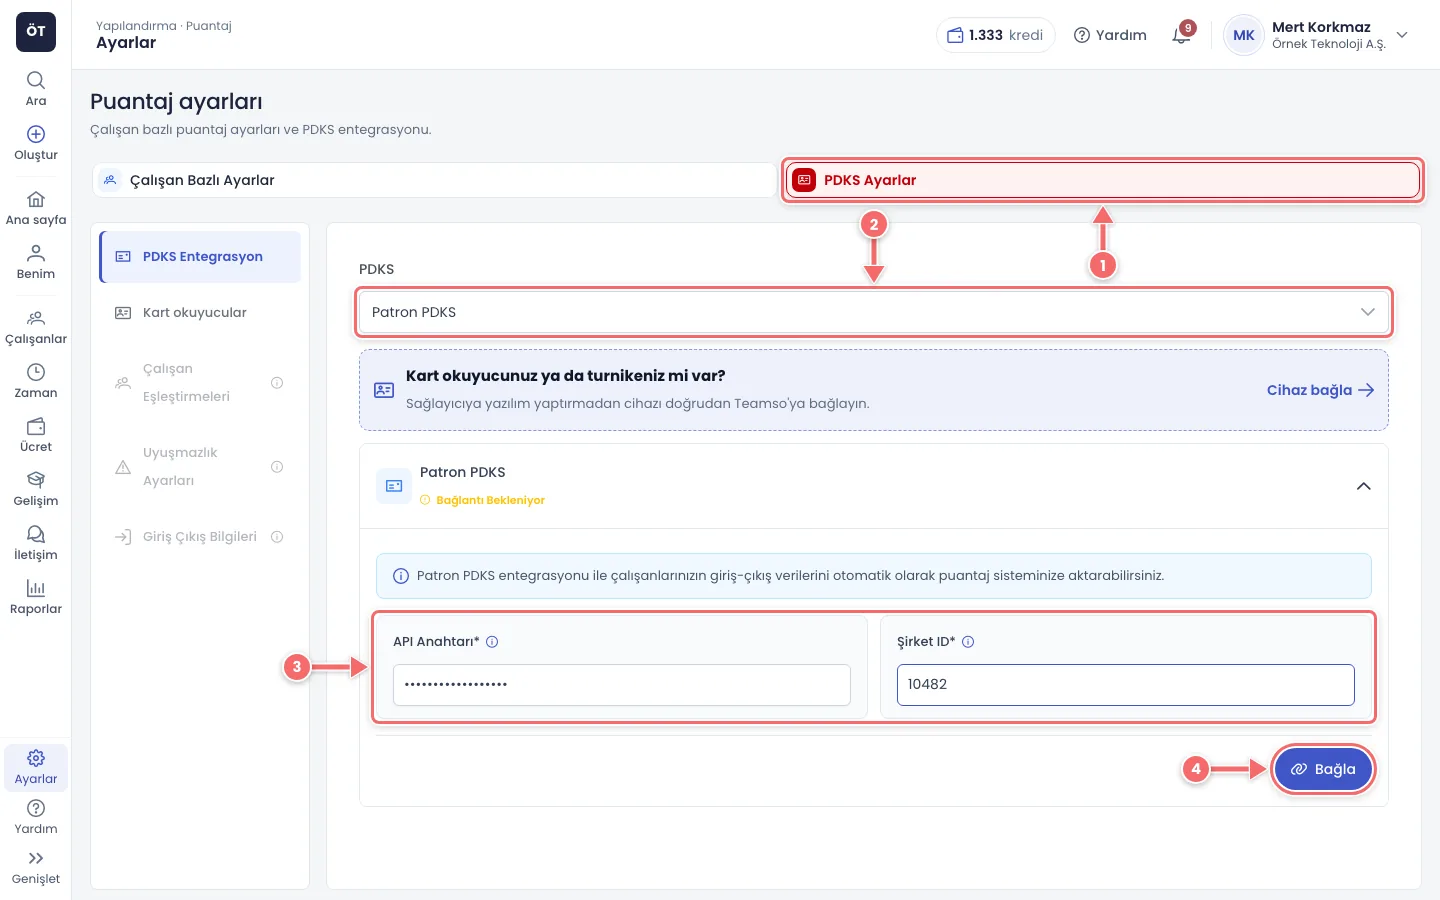 ÖT
Yapılandırma · Puantaj
Ayarlar
1.333 kredi
Yardım
9
MK
Mert Korkmaz
Örnek Teknoloji A.Ş.
Ara
Oluştur
Ana sayfa
Benim
Çalışanlar
Zaman
Ücret
Gelişim
İletişim
Raporlar
Ayarlar
Yardım
Genişlet
Puantaj ayarları
Çalışan bazlı puantaj ayarları ve PDKS entegrasyonu.
Çalışan Bazlı Ayarlar
PDKS Ayarlar
1
2
PDKS Entegrasyon
Kart okuyucular
Çalışan
Eşleştirmeleri
Uyuşmazlık
Ayarları
Giriş Çıkış Bilgileri
PDKS
Patron PDKS
Kart okuyucunuz ya da turnikeniz mi var?
Sağlayıcıya yazılım yaptırmadan cihazı doğrudan Teamso'ya bağlayın.
Cihaz bağla
Patron PDKS
Bağlantı Bekleniyor
Patron PDKS entegrasyonu ile çalışanlarınızın giriş-çıkış verilerini otomatik olarak puantaj sisteminize aktarabilirsiniz.
3
API Anahtarı*
••••••••••••••••••
Şirket ID*
10482
4
Bağla